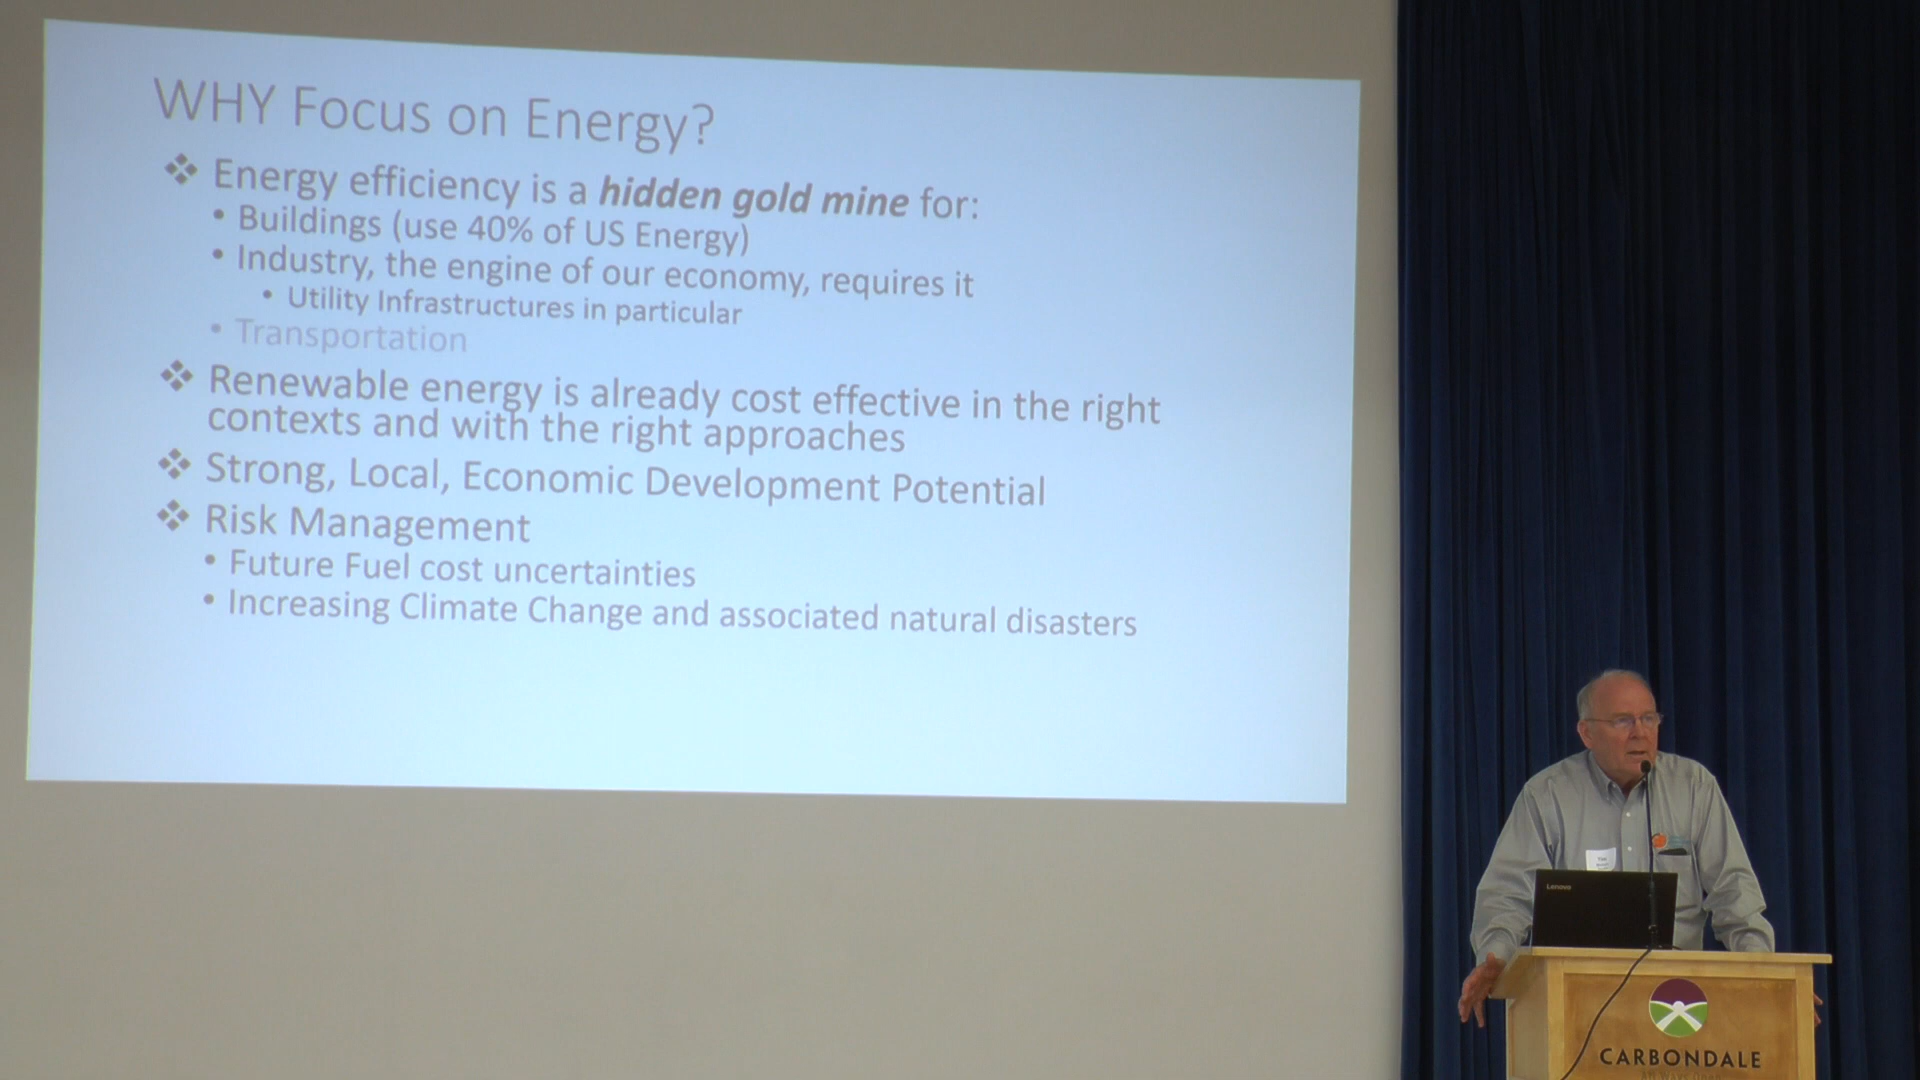 WHY Focus on Energy?
❖ Energy efficiency is a hidden gold mine for:
• Buildings (use 40% of US Energy)
• Industry, the engine of our economy, requires it
• Utility Infrastructures in particular
• Transportation
❖ Renewable energy is already cost effective in the right
contexts and with the right approaches
❖ Strong, Local, Economic Development Potential
❖ Risk Management
• Future Fuel cost uncertainties
• Increasing Climate Change and associated natural disasters
Lenovo
CARBONDALE